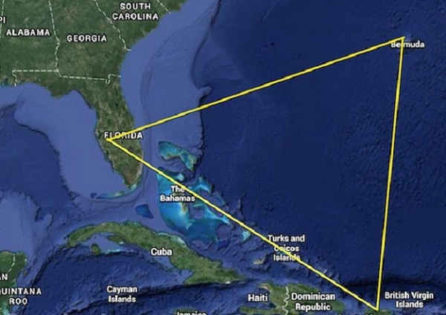 SOUTH
CAROLINA
ALABAMA
GEORGIA
Bermuda
FLORIDA
The
Bahamas
Turks and
Caicos
Islands
Cuba
AN
QUINTANA
ROO
Cayman
Islands
Haiti
Dominican
Republic
British Virgin
Islands